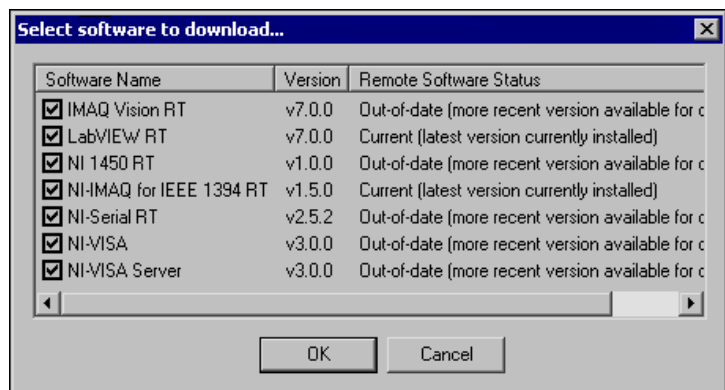 Select software to download...
Software Name Version Remote Software Status
IMAQ Vision RT v7.0.0 Out-of-date (more recent version available for
LabVIEW RT v7.0.0 Current (latest version currently installed)
NI 1450 RT v1.0.0 Out-of-date (more recent version available for
NI-IMAQ for IEEE 1394 RT v1.5.0 Current (latest version currently installed)
NI-Serial RT v2.5.2 Out-of-date (more recent version available for
NI-VISA v3.0.0 Out-of-date (more recent version available for
NI-VISA Server v3.0.0 Out-of-date (more recent version available for
OK Cancel